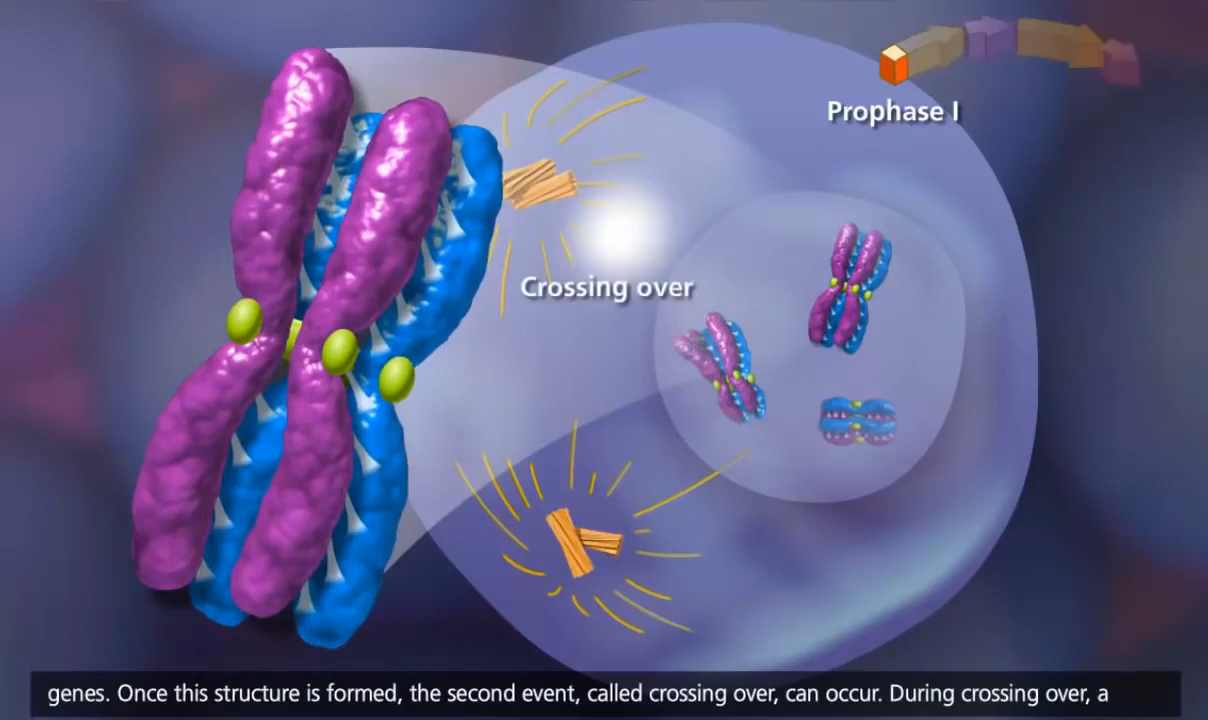 Prophase I
Crossing over
genes. Once this structure is formed, the second event, called crossing over, can occur. During crossing over, a